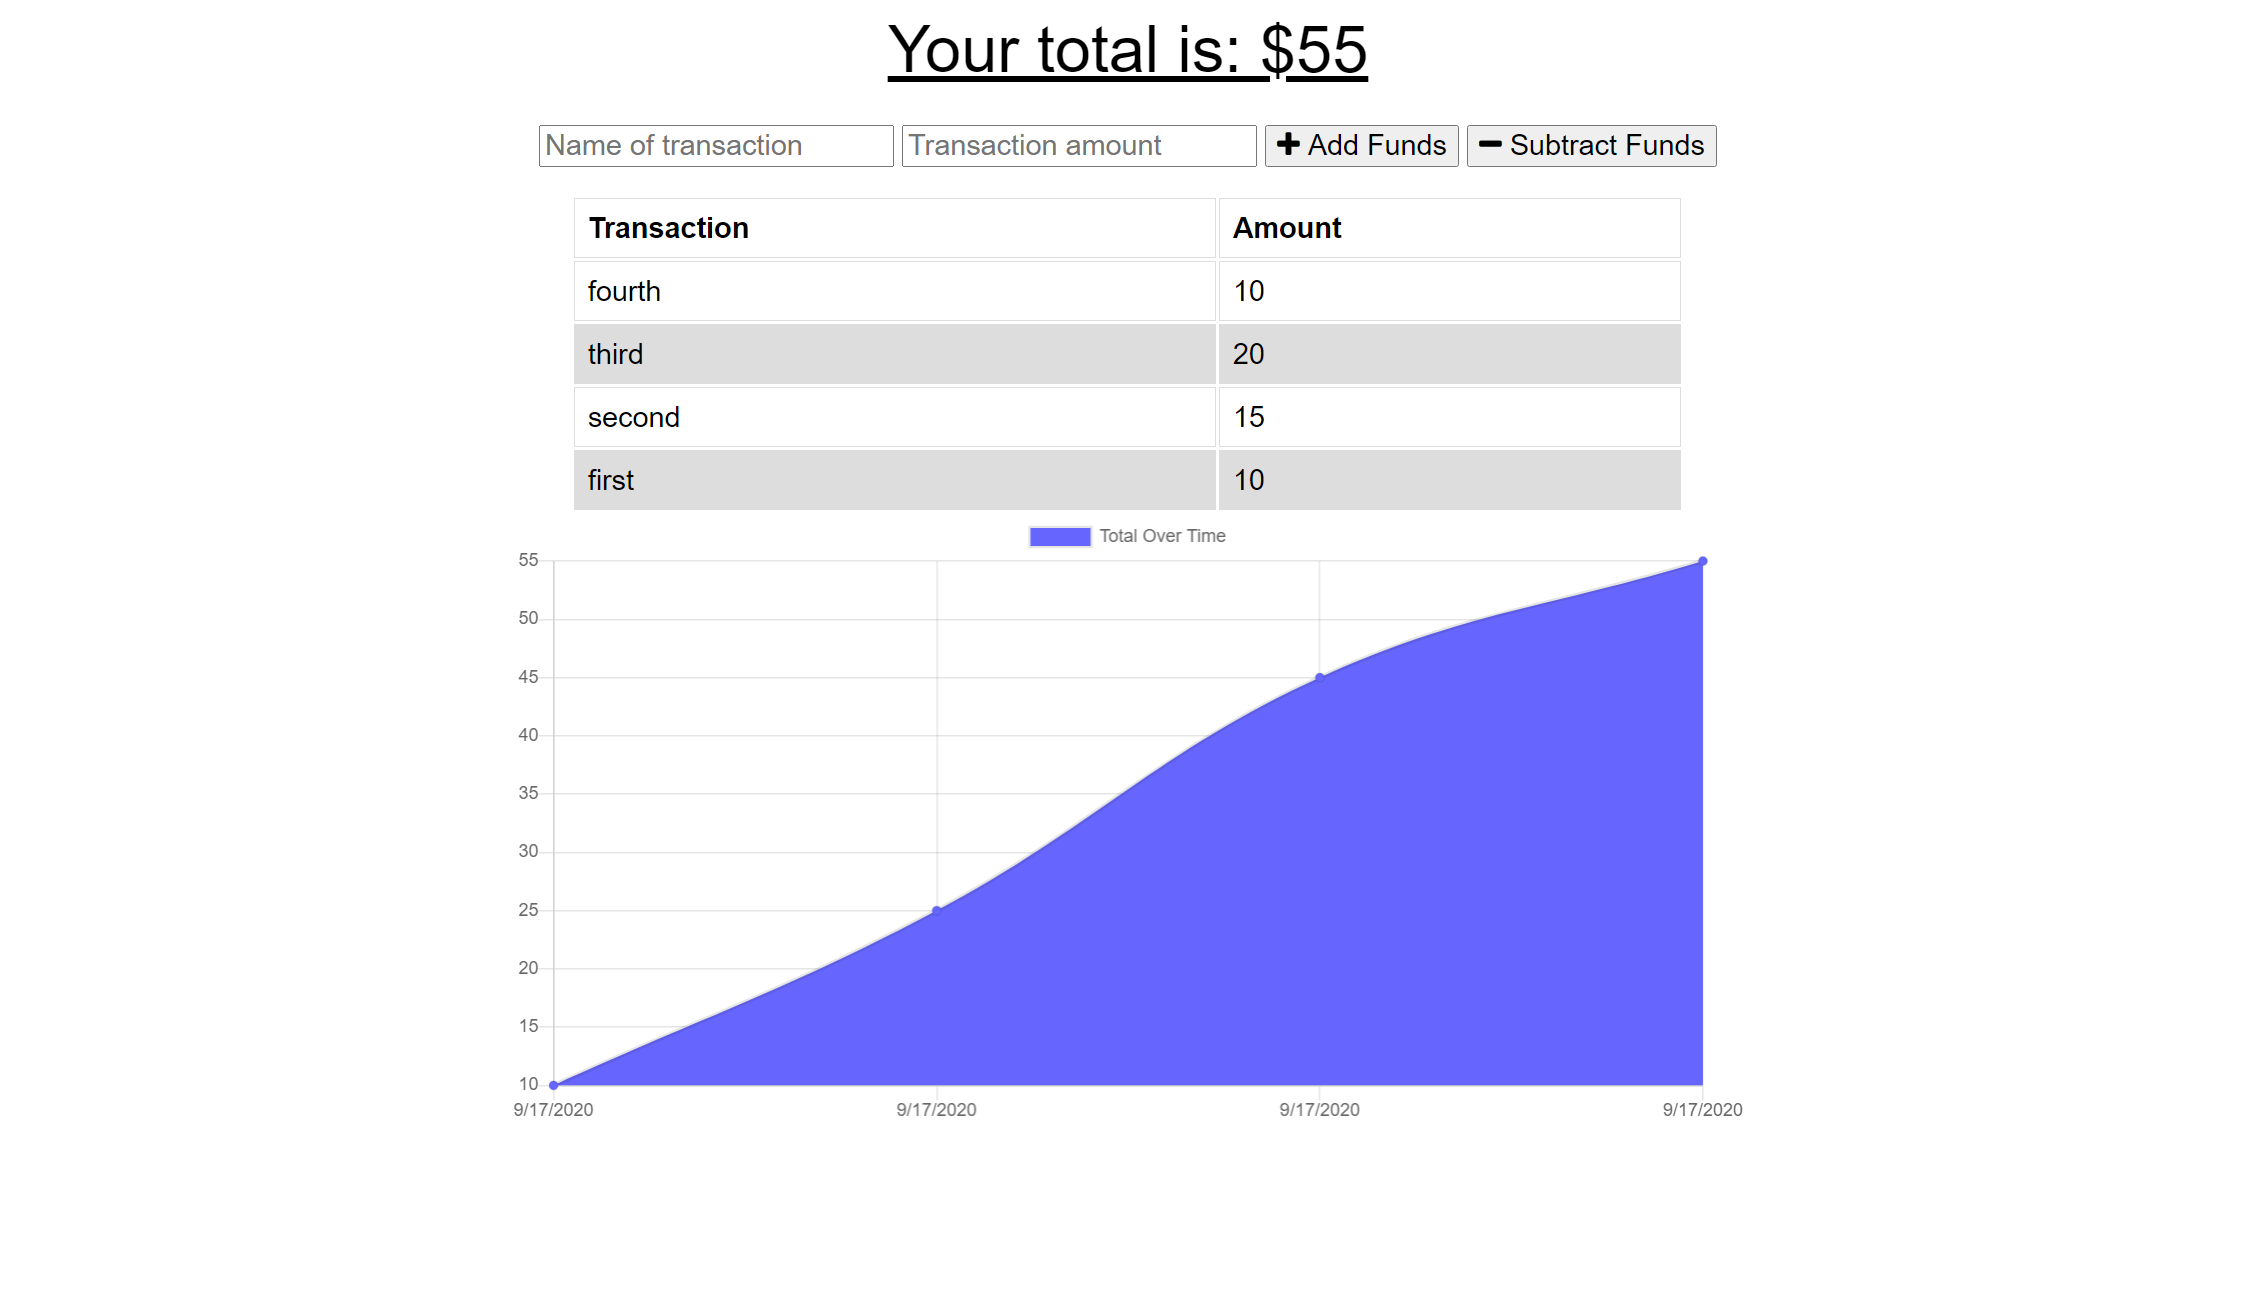 Your total is: $55
Name of transaction Transaction amount Add Funds Subtract Funds
Transaction Amount
fourth 10
third 20
second 15
first 10
Total Over Time
55
50
45
40
35
30
25
20
15
10
9/17/2020 9/17/2020 9/17/2020 9/17/2020